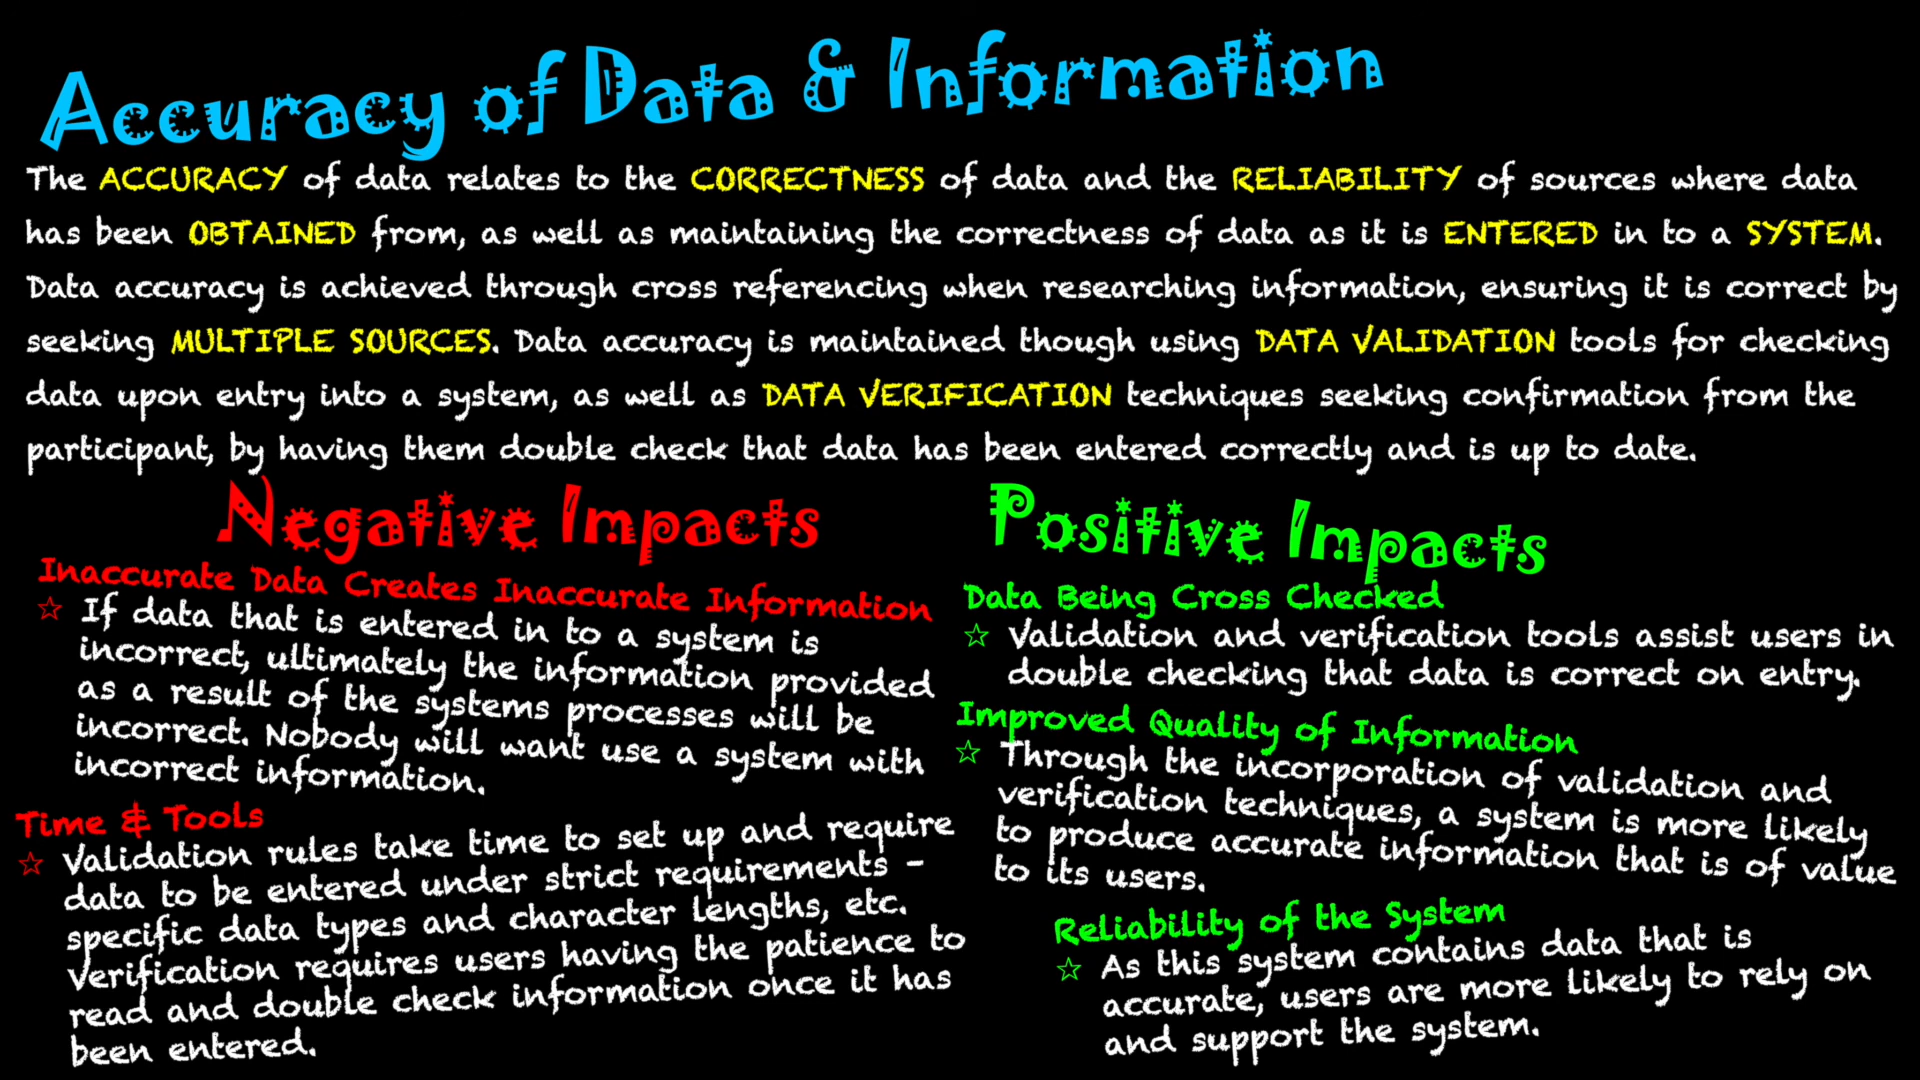 Accuracy of Data & Information
The ACCURACY of data relates to the CORRECTNESS of data and the RELIABILITY of sources where data
has been OBTAINED from, as well as maintaining the correctness of data as it is ENTERED in to a SYSTEM.
Data accuracy is achieved through cross referencing when researching information, ensuring it is correct by
seeking MULTIPLE SOURCES. Data accuracy is maintained though using DATA VALIDATION tools for checking
data upon entry into a system, as well as DATA VERIFICATION techniques seeking confirmation from the
participant, by having them double check that data has been entered correctly and is up to date.
Negative Impacts
Inaccurate Data Creates Inaccurate Information
☆ If data that is entered in to a system is
incorrect, ultimately the information provided
as a result of the systems processes will be
incorrect. Nobody will want use a system with
incorrect information.
Time & Tools
☆ Validation rules take time to set up and require
data to be entered under strict requirements -
specific data types and character lengths, etc.
Verification requires users having the patience to
read and double check information once it has
been entered.
Positive Impacts
Data Being Cross Checked
☆ Validation and verification tools assist users in
double checking that data is correct on entry.
Improved Quality of Information
☆ Through the incorporation of validation and
verification techniques, a system is more likely
to produce accurate information that is of value
to its users.
Reliability of the System
☆ As this system contains data that is
accurate, users are more likely to rely on
and support the system.